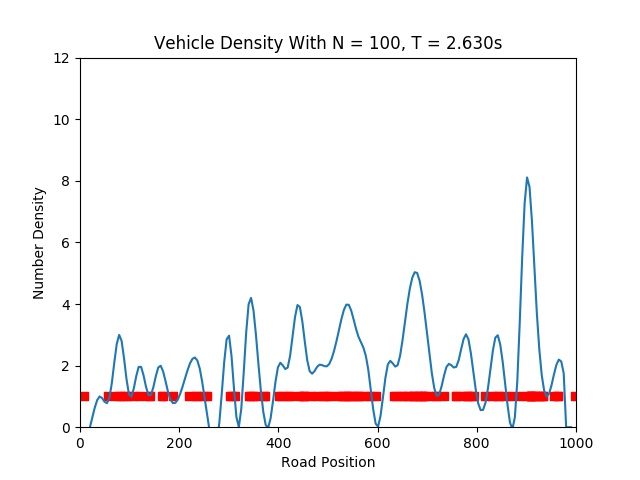 Vehicle Density With N = 100, T = 2.630s
12
10
8
6
4
2
0
Number Density
0 200 400 600 800 1000
Road Position